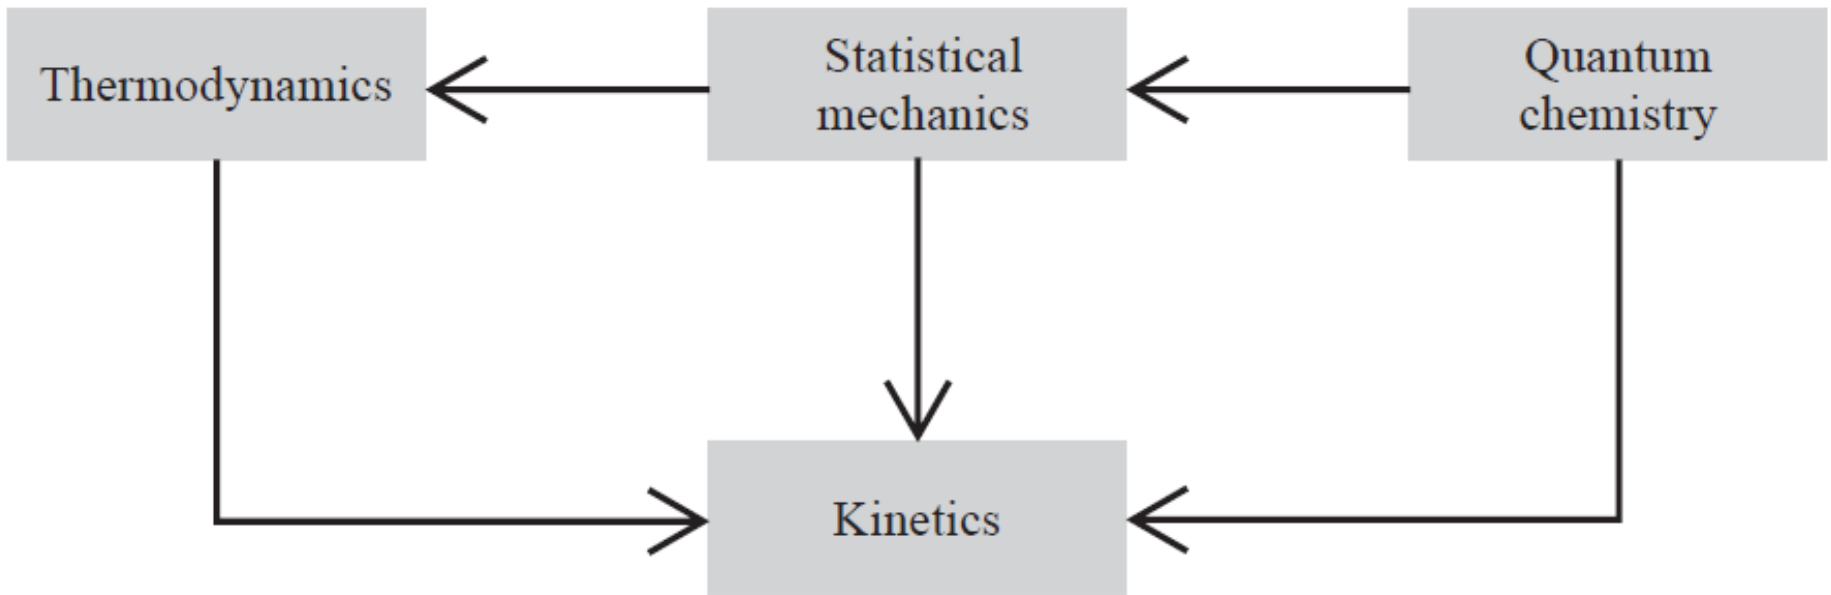 Thermodynamics
Statistical
mechanics
Quantum
chemistry
Kinetics